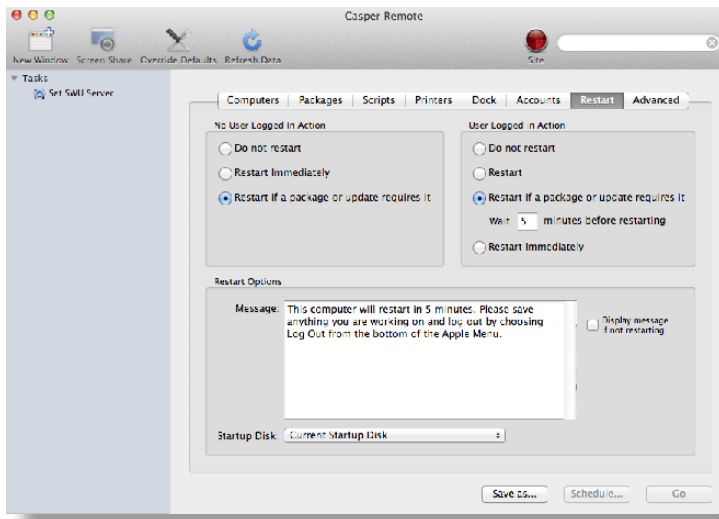 Casper Remote
New Window Screen Share Override Defaults Refresh Data Site
Tasks
Set SWU Server
Computers Packages Scripts Printers Dock Accounts Restart Advanced
No User Logged In Action
Do not restart
Restart Immediately
Restart if a package or update requires it
User Logged In Action
Do not restart
Restart
Restart if a package or update requires it
Wait 5 minutes before restarting
Restart Immediately
Restart Options
Message: This computer will restart in 5 minutes. Please save
anything you are working on and log out by choosing
Log Out from the bottom of the Apple Menu.
Display message
if not restarting
Startup Disk: Current Startup Disk
Save as... Schedule... Go